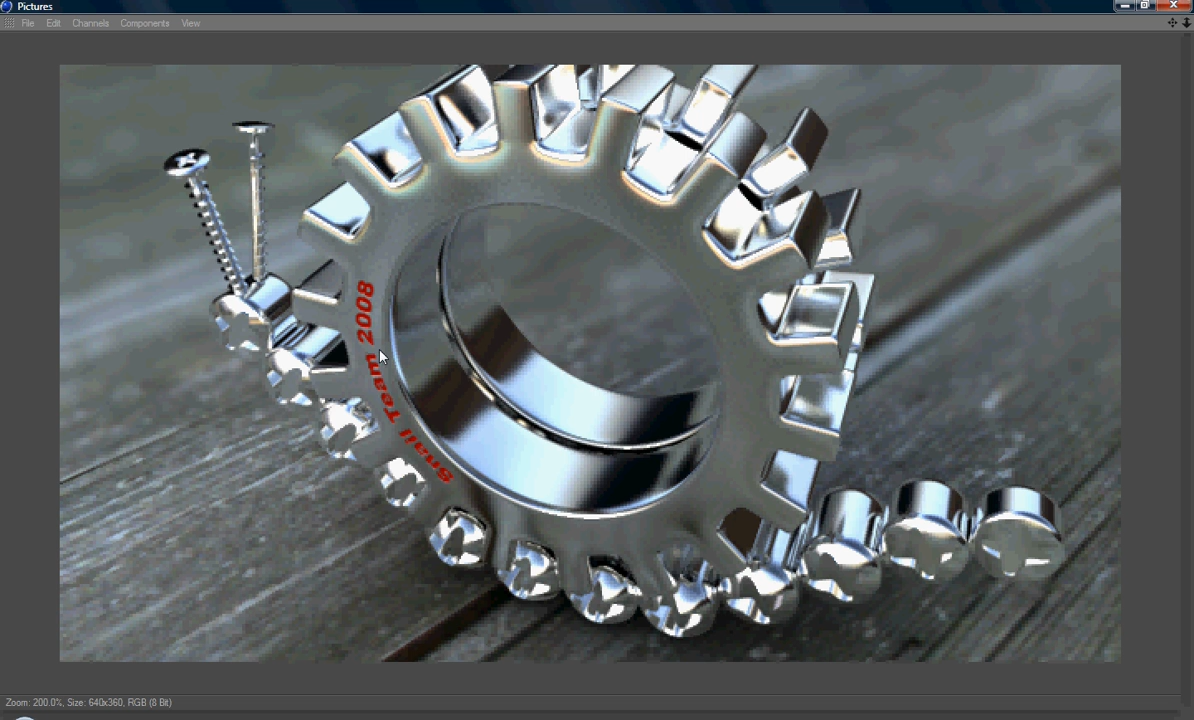 Pictures
File Edit Channels Components View
Snail Team 2008
Zoom: 200.0%, Size: 640x360, RGB (8 Bit)